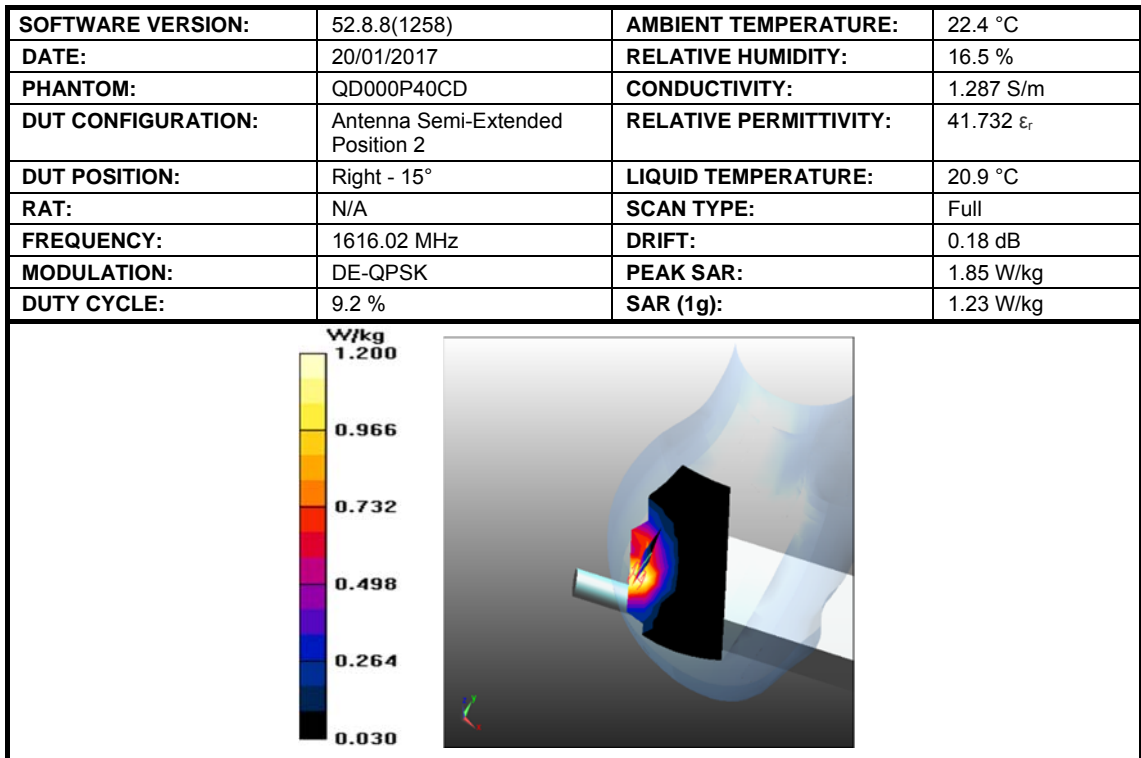 SOFTWARE VERSION: 52.8.8(1258) AMBIENT TEMPERATURE: 22.4 °C
DATE: 20/01/2017 RELATIVE HUMIDITY: 16.5 %
PHANTOM: QD000P40CD CONDUCTIVITY: 1.287 S/m
DUT CONFIGURATION: Antenna Semi-Extended RELATIVE PERMITTIVITY: 41.732 εr
Position 2
DUT POSITION: Right - 15° LIQUID TEMPERATURE: 20.9 °C
RAT: N/A SCAN TYPE: Full
FREQUENCY: 1616.02 MHz DRIFT: 0.18 dB
MODULATION: DE-QPSK PEAK SAR: 1.85 W/kg
DUTY CYCLE: 9.2 % SAR (1g): 1.23 W/kg
W/kg
1.200
0.966
0.732
0.498
0.264
0.030